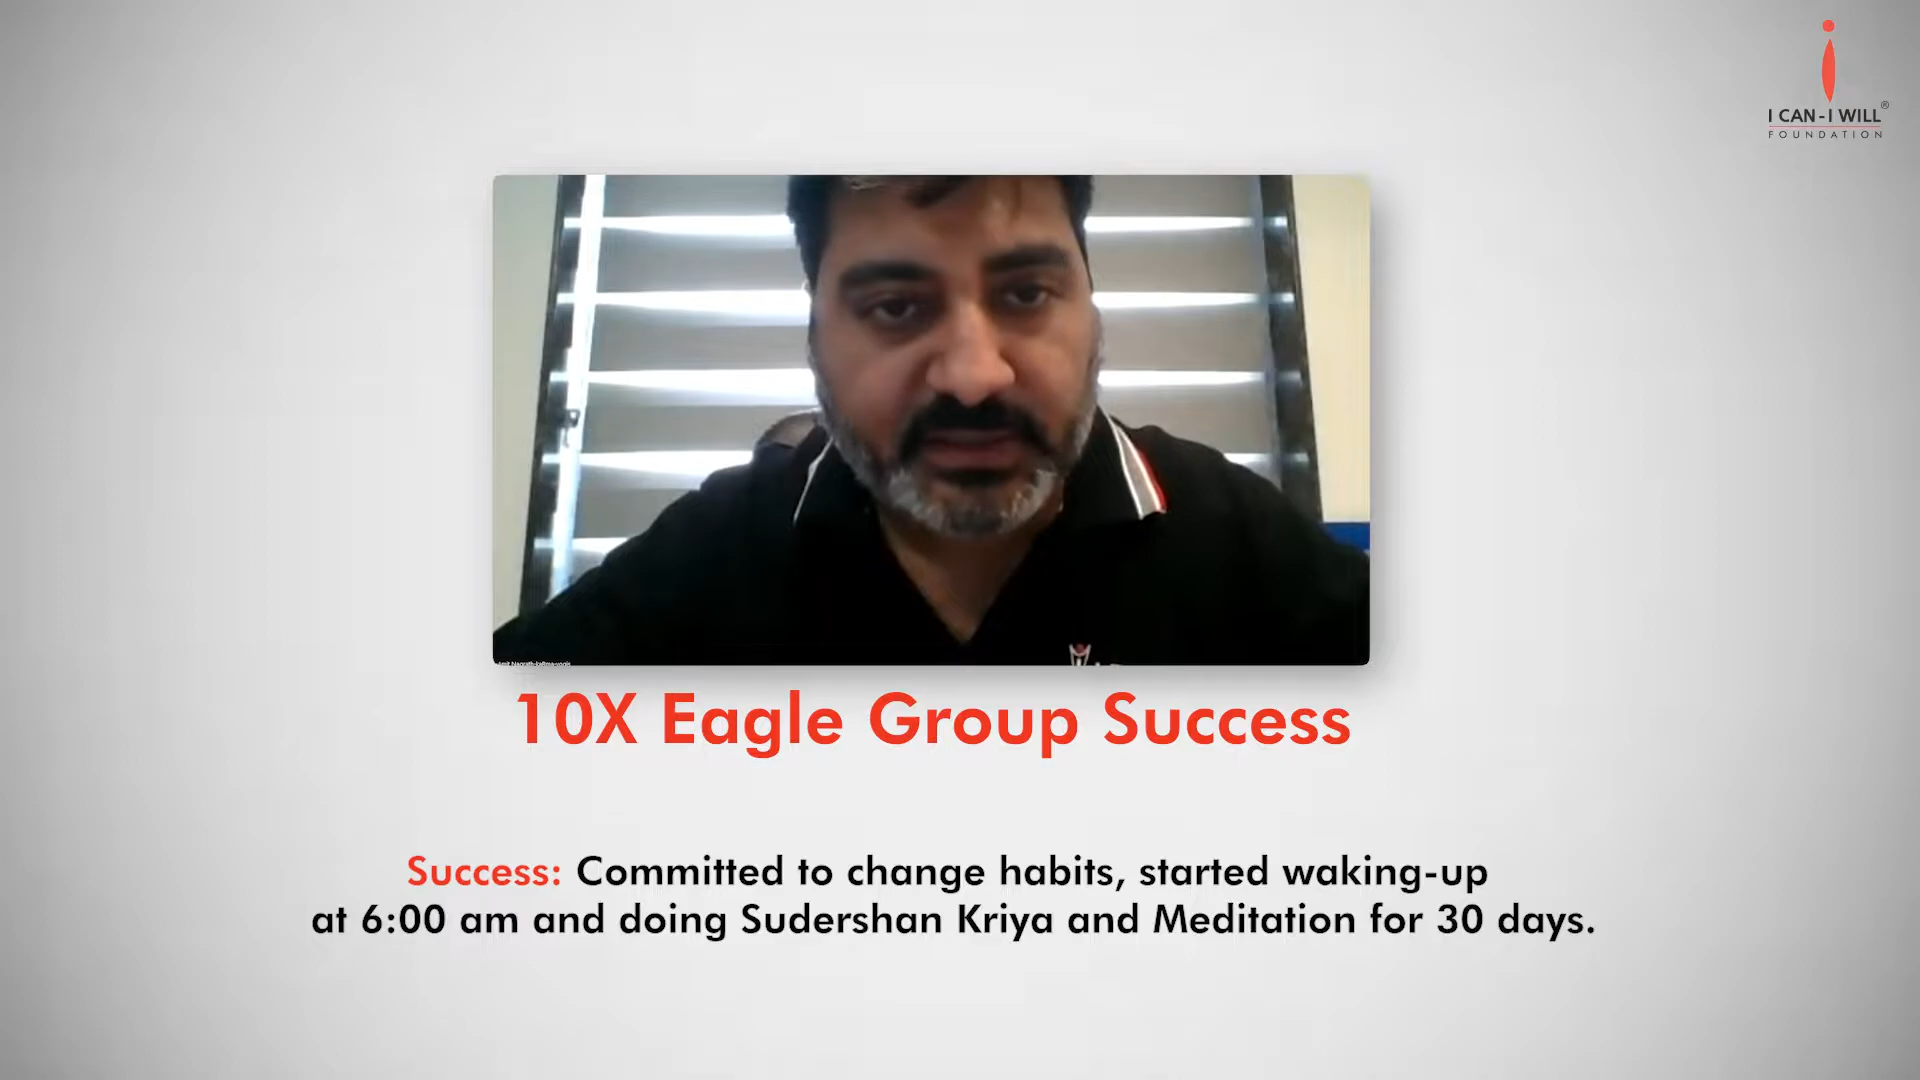 I CAN-I WILL®
FOUNDATION
10X Eagle Group Success
Success: Committed to change habits, started waking-up
at 6:00 am and doing Sudershan Kriya and Meditation for 30 days.